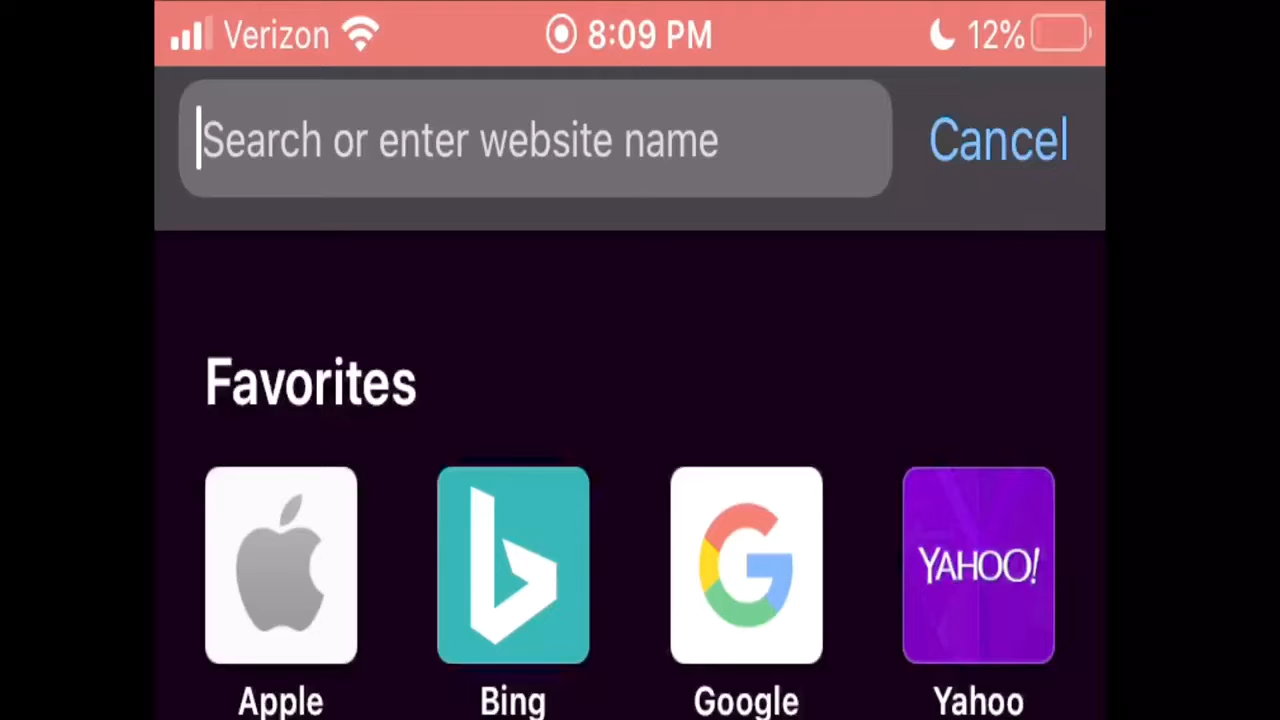 Verizon 8:09 PM 12%
Search or enter website name Cancel
Favorites
YAHOO!
Apple Bing Google Yahoo